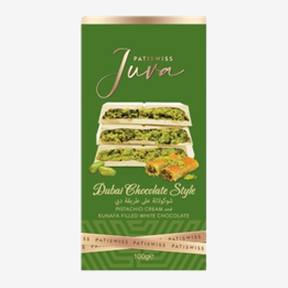 PATISWISS
Juva
Dubai Chocolate Style
شوكولاتة على طريقة دبي
PISTACHIO CREAM and
KUNAFA FILLED WHITE CHOCOLATE
PATISWISS PATISWISS PATISWISS PATISWISS
100g℮